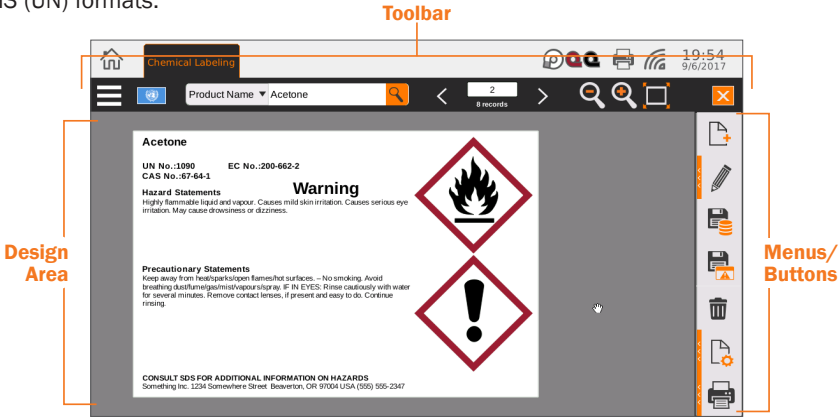 IS (UN) formats.
Toolbar
Chemical Labeling
19:54
9/6/2017
Product Name ▼ Acetone
2
8 records
Design
Area
Menus/
Buttons
Acetone
UN No.:1090 EC No.:200-662-2
CAS No.:67-64-1
Warning
Hazard Statements
Highly flammable liquid and vapour. Causes mild skin irritation. Causes serious eye
irritation. May cause drowsiness or dizziness.
Precautionary Statements
Keep away from heat/sparks/open flames/hot surfaces. – No smoking. Avoid
breathing dust/fume/gas/mist/vapours/spray. IF IN EYES: Rinse cautiously with water
for several minutes. Remove contact lenses, if present and easy to do. Continue
rinsing.
CONSULT SDS FOR ADDITIONAL INFORMATION ON HAZARDS
Something Inc. 1234 Somewhere Street Beaverton, OR 97004 USA (555) 555-2347